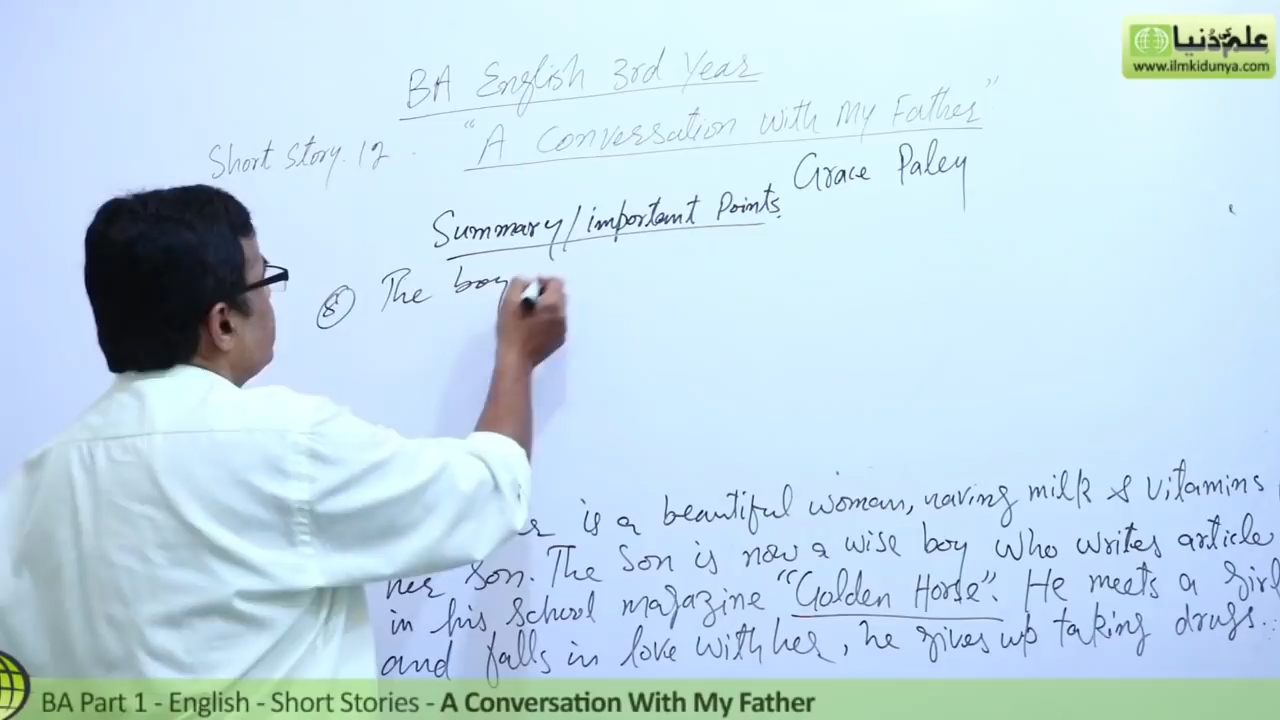 علم کی دُنیا
www.ilmkidunya.com
BA English 3rd Year
Short Story. 12 . "A Conversation with My Father"
Grace Paley
Summary/important Points
8 The boy
is a beautiful woman, having milk & vitamins
her son. The Son is now a wise boy who writes article
in his school magazine "Golden Horse". He meets a girl
and falls in love with her, he gives up taking drugs...
BA Part 1 - English - Short Stories - A Conversation With My Father